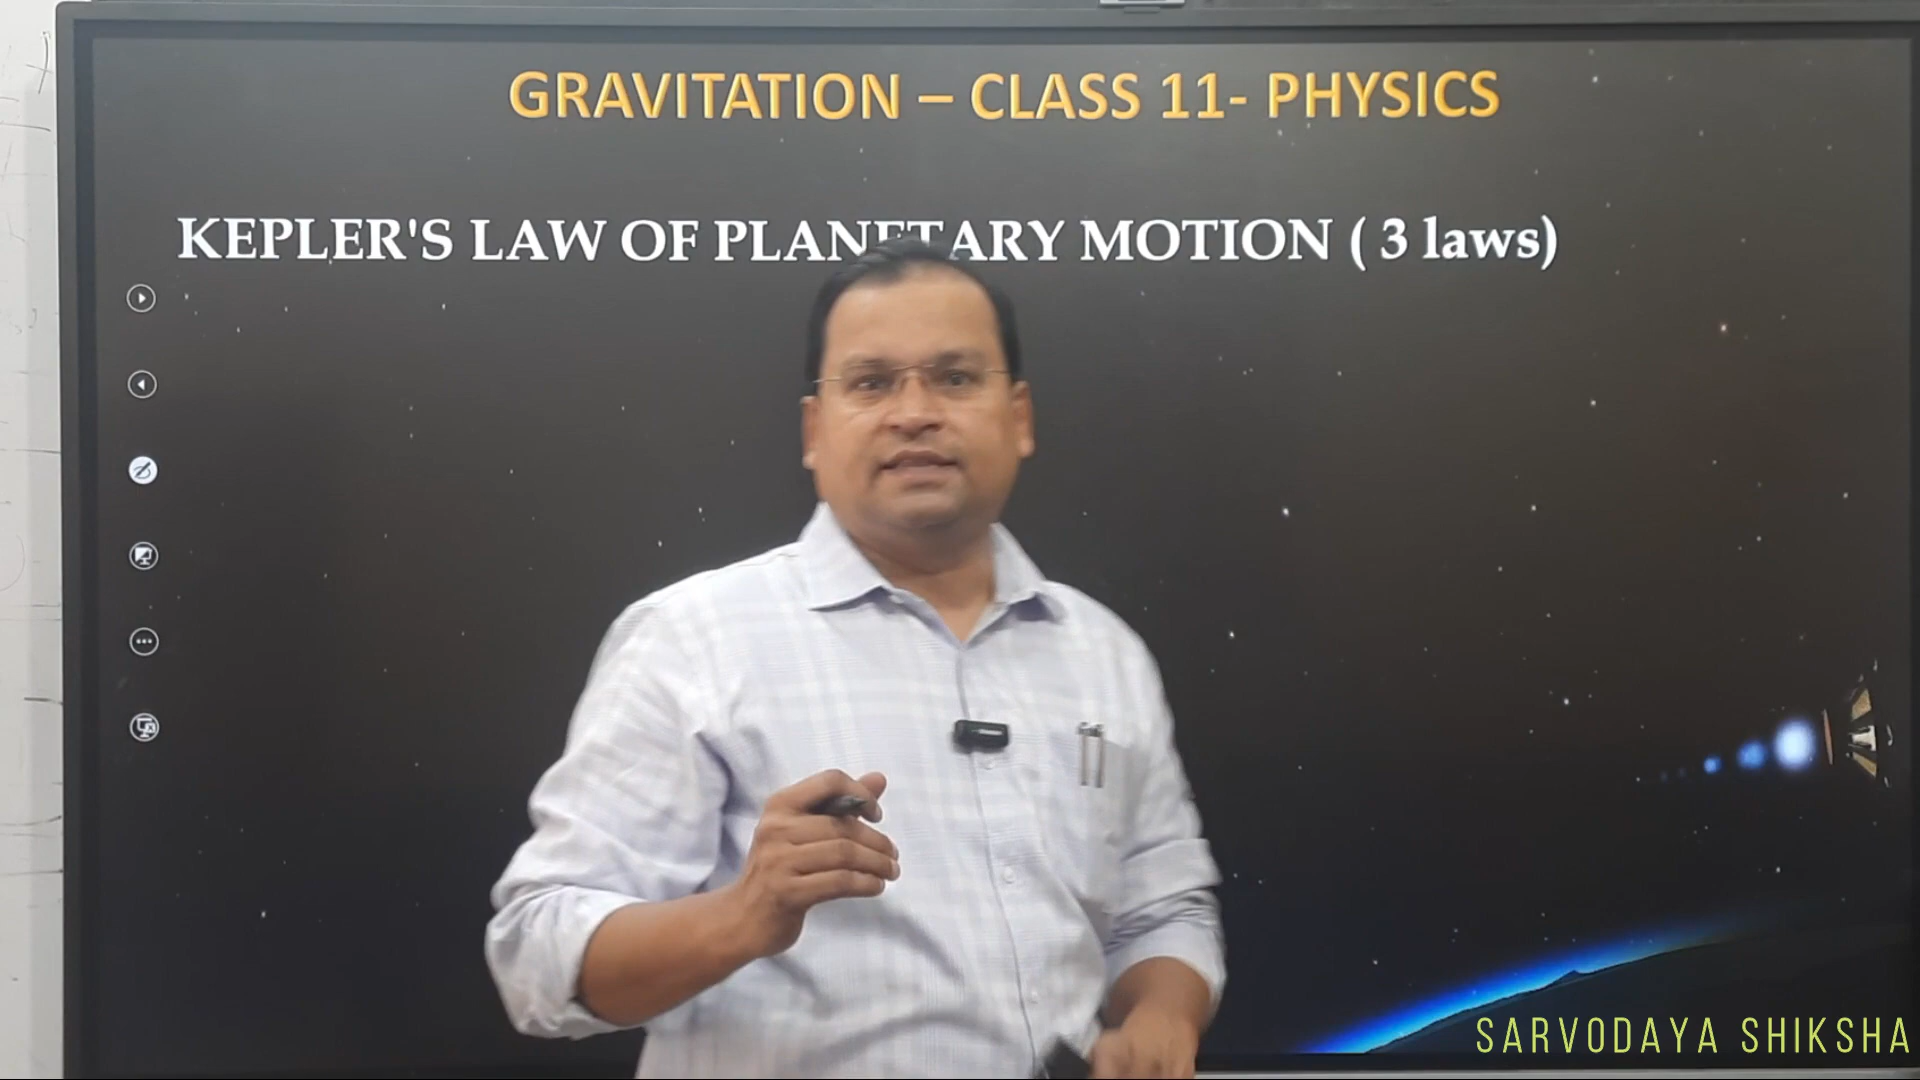 GRAVITATION – CLASS 11- PHYSICS
KEPLER'S LAW OF PLANETARY MOTION ( 3 laws)
SARVODAYA SHIKSHA